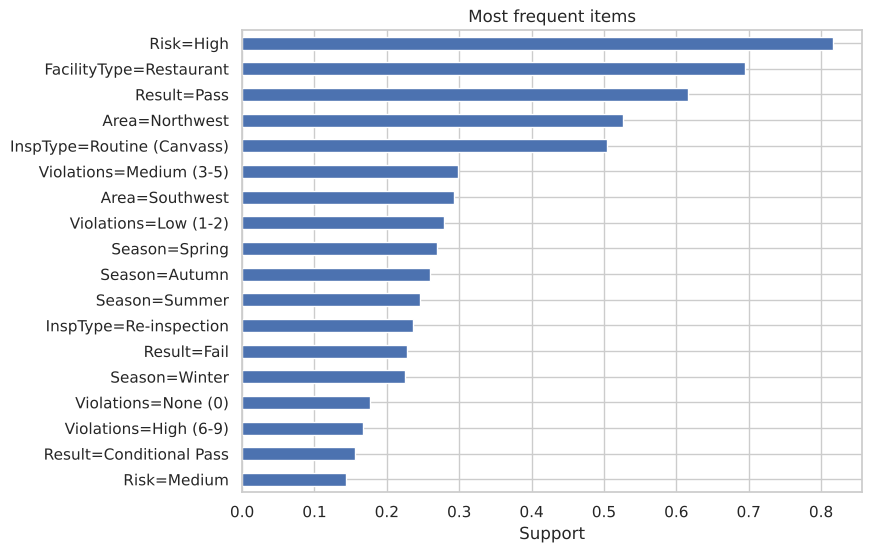 Most frequent items
Risk=High
FacilityType=Restaurant
Result=Pass
Area=Northwest
InspType=Routine (Canvass)
Violations=Medium (3-5)
Area=Southwest
Violations=Low (1-2)
Season=Spring
Season=Autumn
Season=Summer
InspType=Re-inspection
Result=Fail
Season=Winter
Violations=None (0)
Violations=High (6-9)
Result=Conditional Pass
Risk=Medium
0.0 0.1 0.2 0.3 0.4 0.5 0.6 0.7 0.8
Support